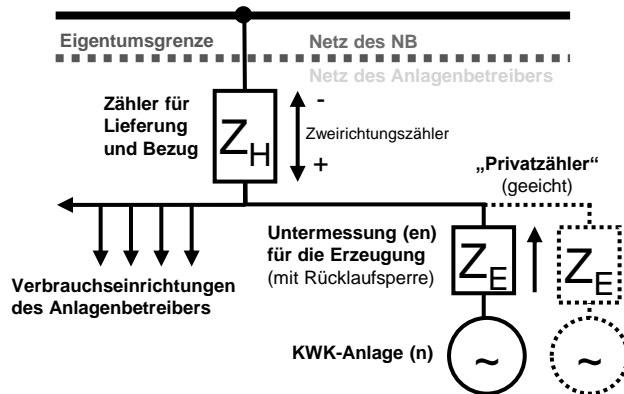 Eigentumsgrenze
Netz des NB
Netz des Anlagenbetreibers
Zähler für
Lieferung
und Bezug
Z_H
-
Zweirichtungszähler
+
„Privatzähler“
(geeicht)
Untermessung (en)
für die Erzeugung
(mit Rücklaufsperre)
Z_E
Z_E
Verbrauchseinrichtungen
des Anlagenbetreibers
KWK-Anlage (n)
~
~